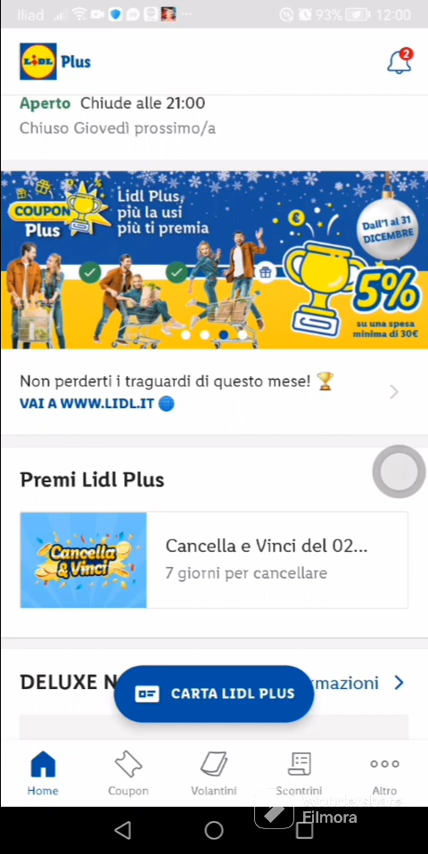 Iliad
93%
12:00
LIDL
Plus
2
Aperto Chiude alle 21:00
Chiuso Giovedì prossimo/a
COUPON
Plus
Lidl Plus,
più la usi
più ti premia
€
Dall'1 al 31
DICEMBRE
5%
su una spesa
minima di 30€
Non perderti i traguardi di questo mese! 🏆
VAI A WWW.LIDL.IT
Premi Lidl Plus
Cancella
& Vinci
Cancella e Vinci del 02...
7 giorni per cancellare
DELUXE N
CARTA LIDL PLUS
rmazioni
Home
Coupon
Volantini
Scontrini
Altro
Filmora